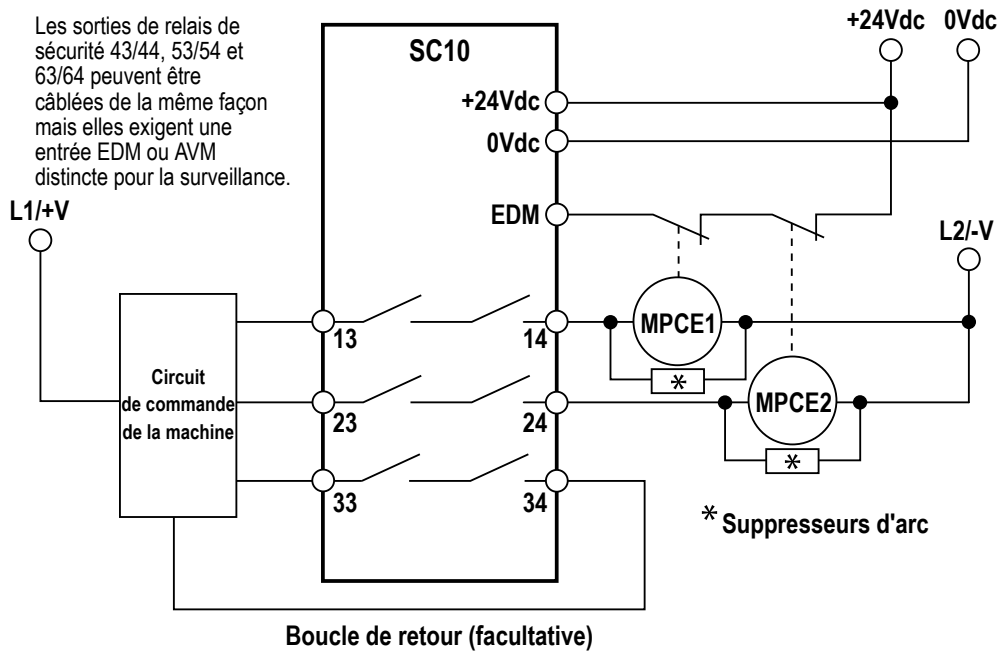 Les sorties de relais de
sécurité 43/44, 53/54 et
63/64 peuvent être
câblées de la même façon
mais elles exigent une
entrée EDM ou AVM
distincte pour la surveillance.
+24Vdc
0Vdc
SC10
+24Vdc
0Vdc
EDM
L1/+V
L2/-V
13
14
MPCE1
*
Circuit
de commande
de la machine
23
24
MPCE2
*
33
34
* Suppresseurs d'arc
Boucle de retour (facultative)